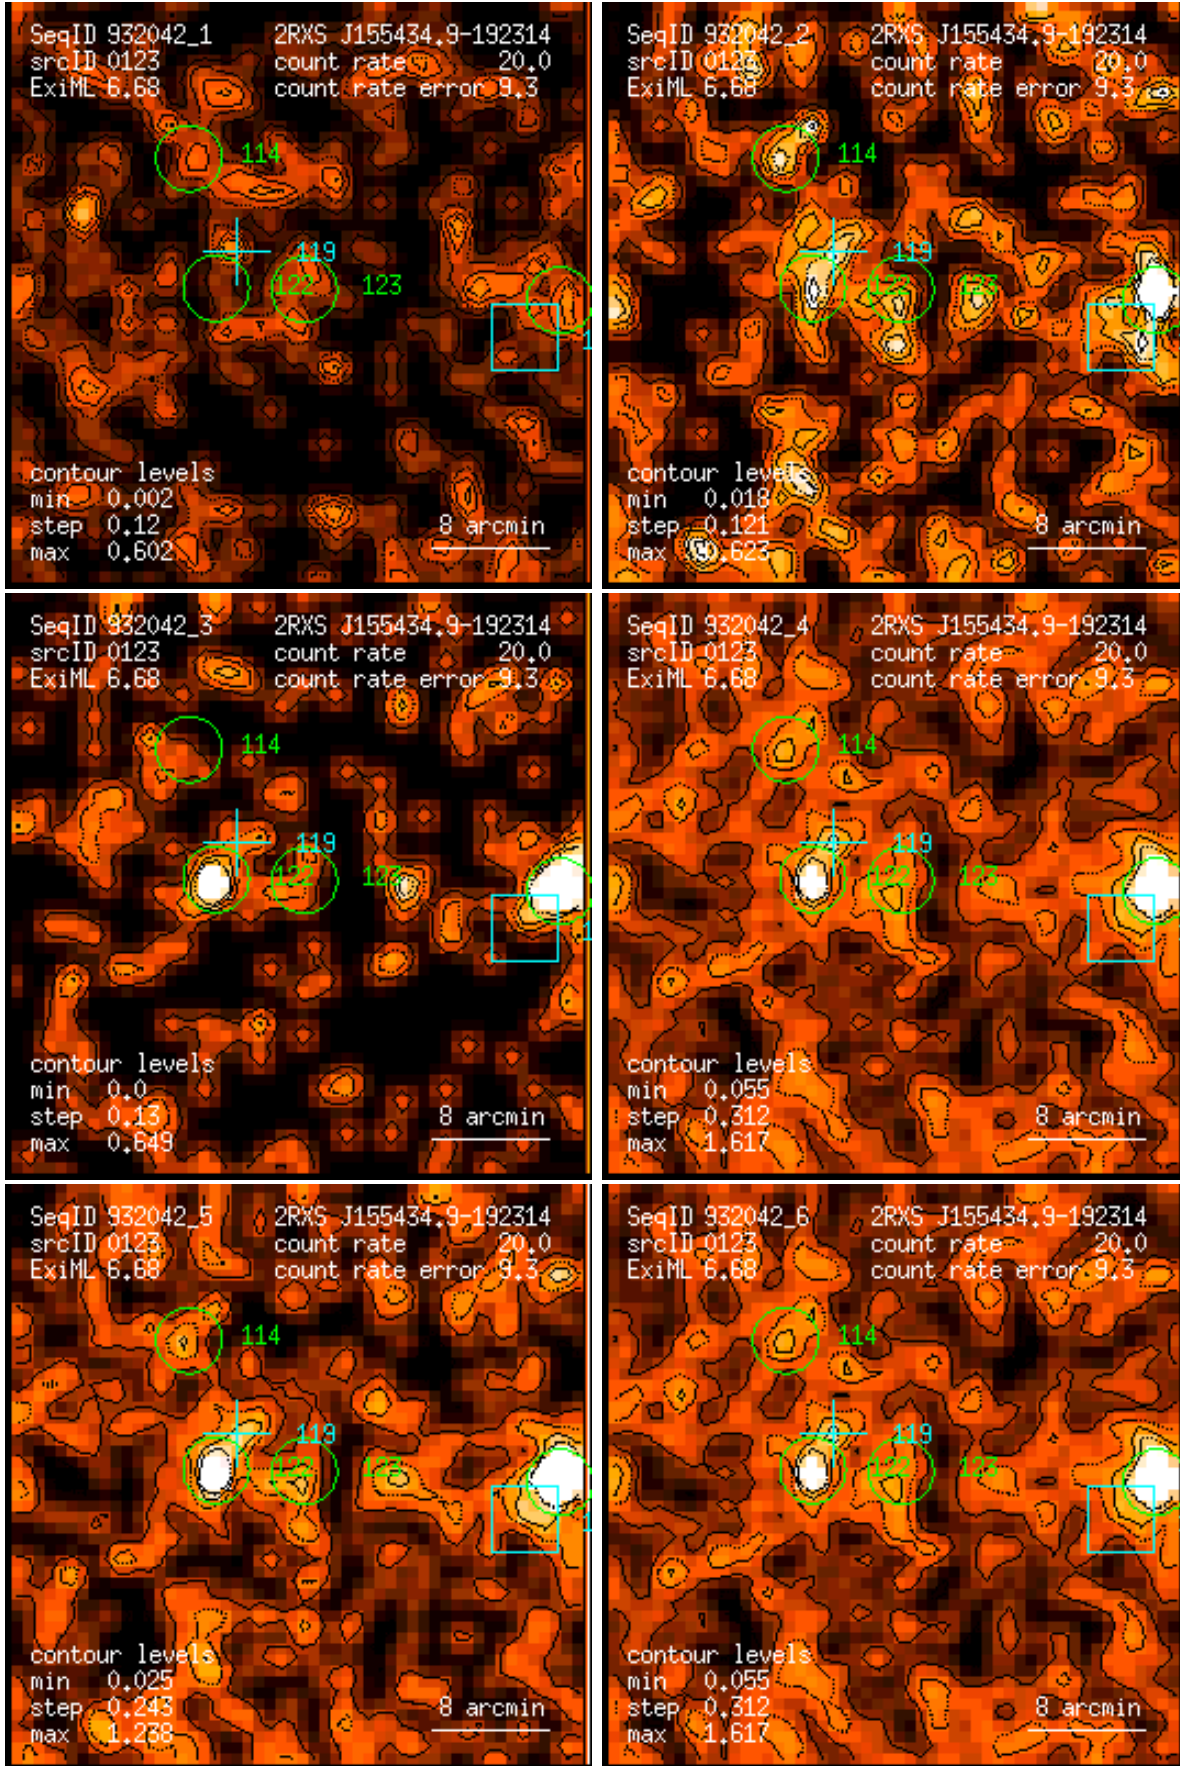 SeqID 932042_1 2RXS J155434.9-192314
srcID 0123 count rate 20.0
ExiML 6.68 count rate error 9.3
114
119
122 123
contour levels
min 0.002
step 0.12 8 arcmin
max 0.602
SeqID 932042_2 2RXS J155434.9-192314
srcID 0123 count rate 20.0
ExiML 6.68 count rate error 9.3
114
119
122 123
contour levels
min 0.018
step 0.121 8 arcmin
max 0.623
SeqID 932042_3 2RXS J155434.9-192314
srcID 0123 count rate 20.0
ExiML 6.68 count rate error 9.3
114
119
122 123
contour levels
min 0.0
step 0.13 8 arcmin
max 0.649
SeqID 932042_4 2RXS J155434.9-192314
srcID 0123 count rate 20.0
ExiML 6.68 count rate error 9.3
114
119
122 123
contour levels
min 0.055
step 0.312 8 arcmin
max 1.617
SeqID 932042_5 2RXS J155434.9-192314
srcID 0123 count rate 20.0
ExiML 6.68 count rate error 9.3
114
119
122 123
contour levels
min 0.025
step 0.243 8 arcmin
max 1.238
SeqID 932042_6 2RXS J155434.9-192314
srcID 0123 count rate 20.0
ExiML 6.68 count rate error 9.3
114
119
122 123
contour levels
min 0.055
step 0.312 8 arcmin
max 1.617